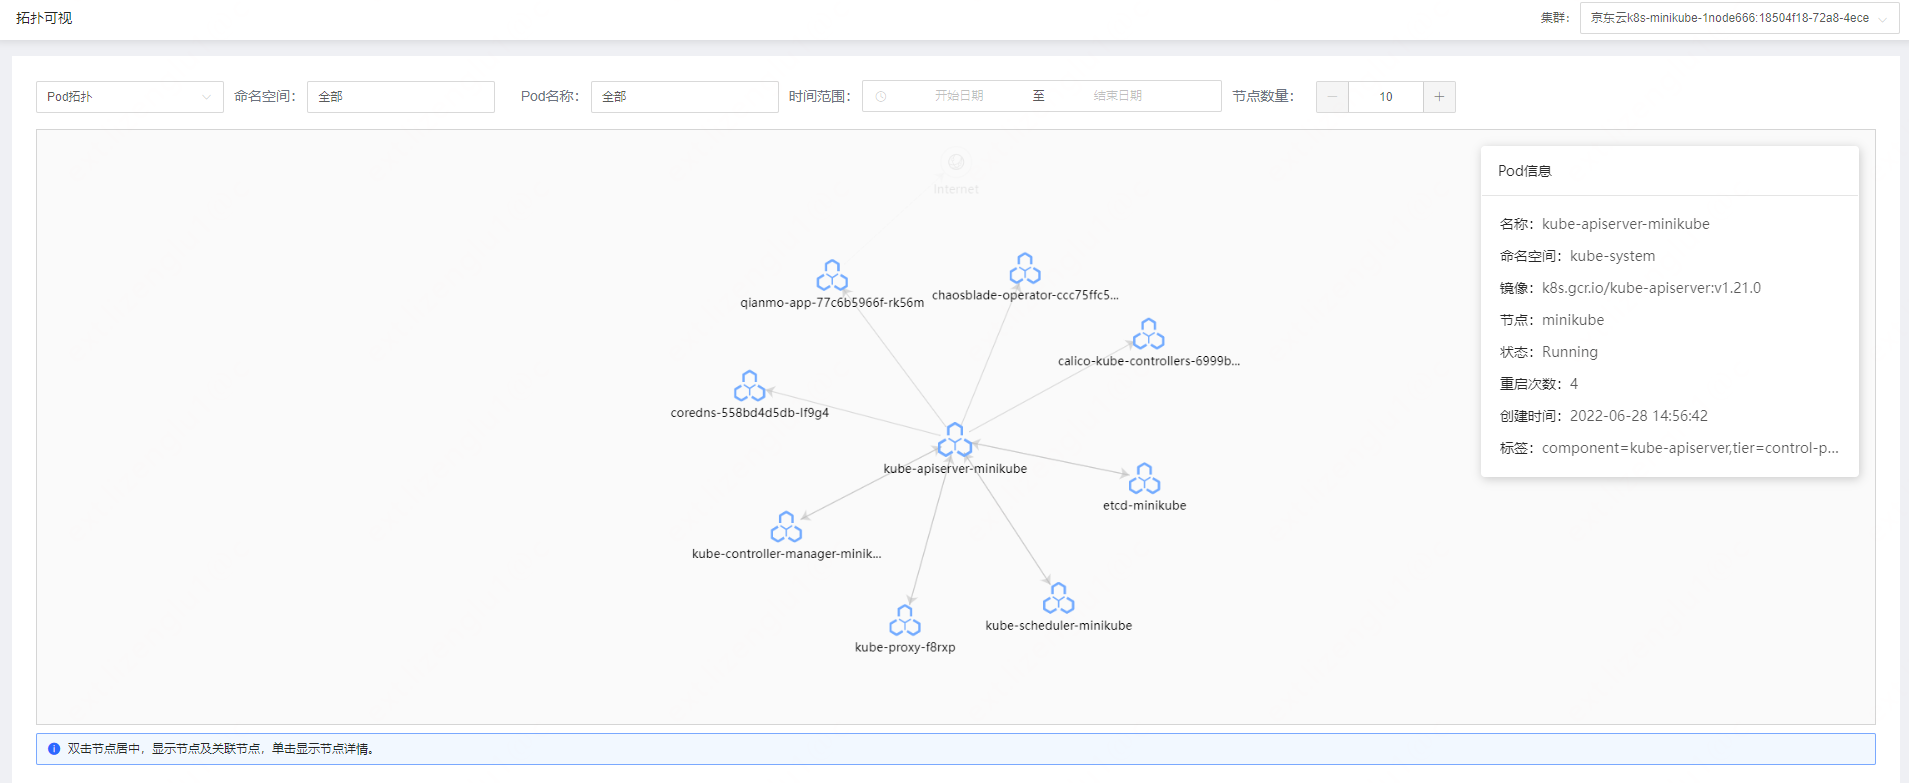 拓扑可视
集群： 京东云k8s-minikube-1node666:18504f18-72a8-4ece
Pod拓扑 命名空间： 全部 Pod名称： 全部 时间范围： 开始日期 至 结束日期 节点数量： − 10 +
Internet
qianmo-app-77c6b5966f-rk56m
chaosblade-operator-ccc75ffc5...
calico-kube-controllers-6999b...
coredns-558bd4d5db-lf9g4
kube-apiserver-minikube
etcd-minikube
kube-controller-manager-minik...
kube-scheduler-minikube
kube-proxy-f8rxp
Pod信息
名称：kube-apiserver-minikube
命名空间：kube-system
镜像：k8s.gcr.io/kube-apiserver:v1.21.0
节点：minikube
状态：Running
重启次数：4
创建时间：2022-06-28 14:56:42
标签：component=kube-apiserver,tier=control-p...
双击节点居中，显示节点及关联节点，单击显示节点详情。